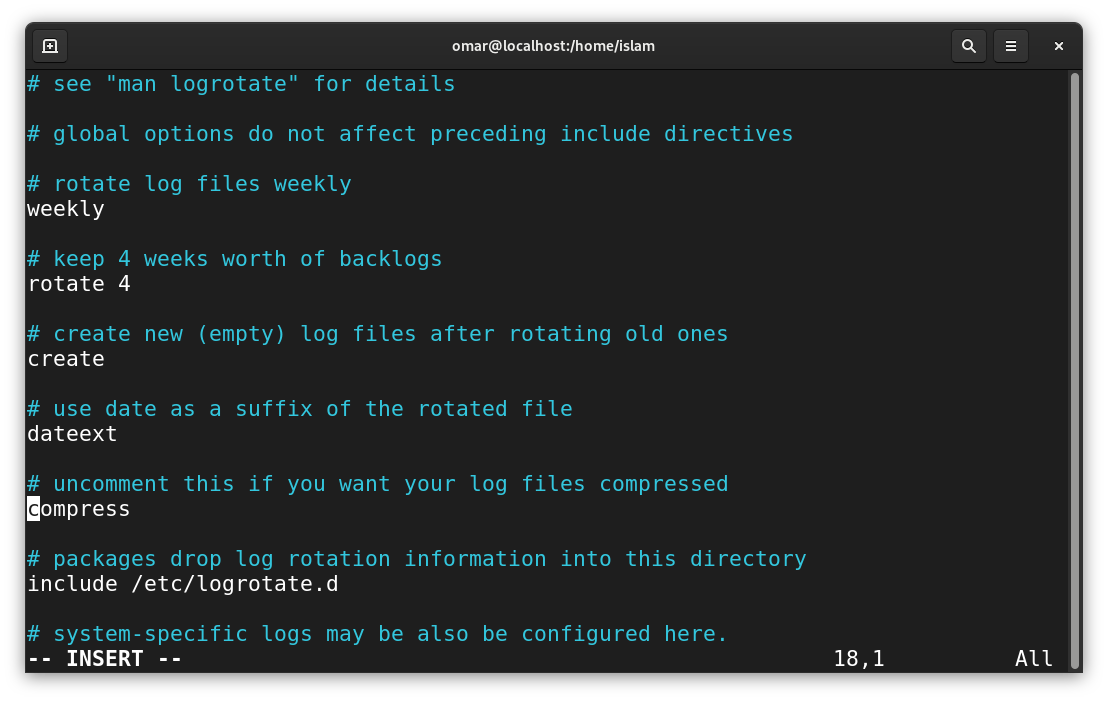 omar@localhost:/home/islam
# see "man logrotate" for details
# global options do not affect preceding include directives
# rotate log files weekly
weekly
# keep 4 weeks worth of backlogs
rotate 4
# create new (empty) log files after rotating old ones
create
# use date as a suffix of the rotated file
dateext
# uncomment this if you want your log files compressed
compress
# packages drop log rotation information into this directory
include /etc/logrotate.d
# system-specific logs may be also be configured here.
-- INSERT -- 18,1 All